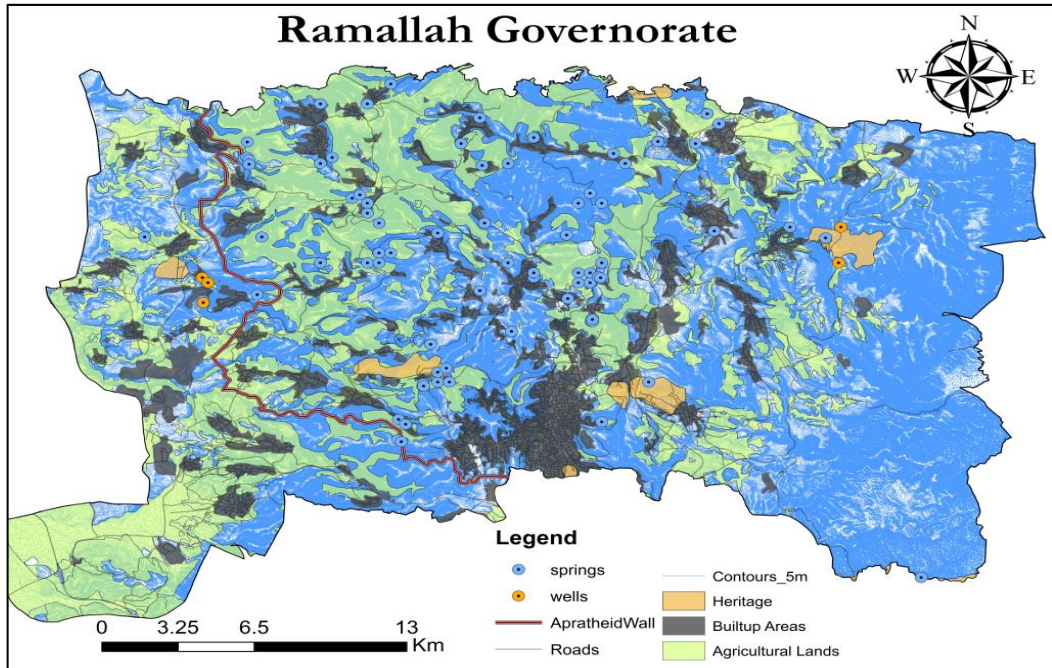 Ramallah Governorate
N
W E
S
Legend
springs
wells
ApratheidWall
Roads
Contours_5m
Heritage
Builtup Areas
Agricultural Lands
0 3.25 6.5 13
Km